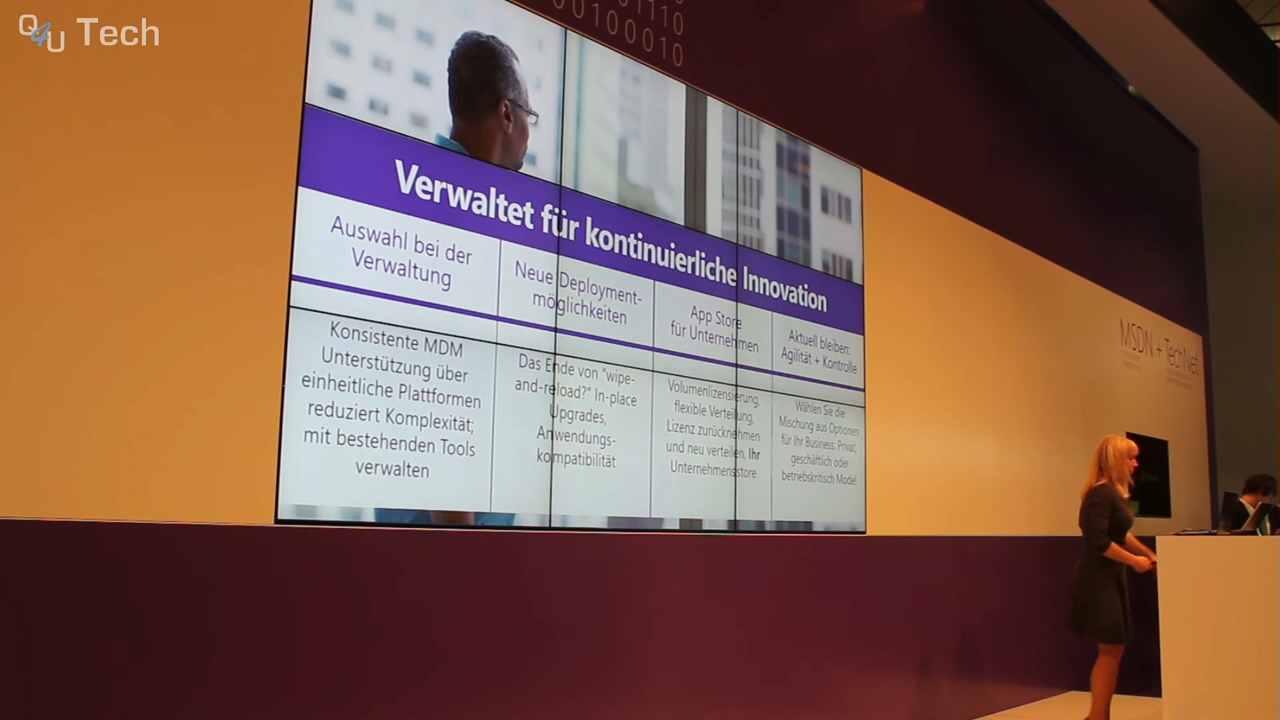 Q4U Tech
01110
00100010
Verwaltet für kontinuierliche Innovation
Auswahl bei der
Verwaltung
Konsistente MDM
Unterstützung über
einheitliche Plattformen
reduziert Komplexität;
mit bestehenden Tools
verwalten
Neue Deployment-
möglichkeiten
Das Ende von "wipe-
and-reload?" In-place
Upgrades,
Anwendungs-
kompatibilität
App Store
für Unternehmen
Volumenlizensierung,
flexible Verteilung,
Lizenz zurücknehmen
und neu verteilen, Ihr
Unternehmensstore
Aktuell bleiben:
Agilität + Kontrolle
Wählen Sie die
Mischung aus Optionen
für Ihr Business: Privat,
geschäftlich oder
betriebskritisch Model
MSDN + TechNet